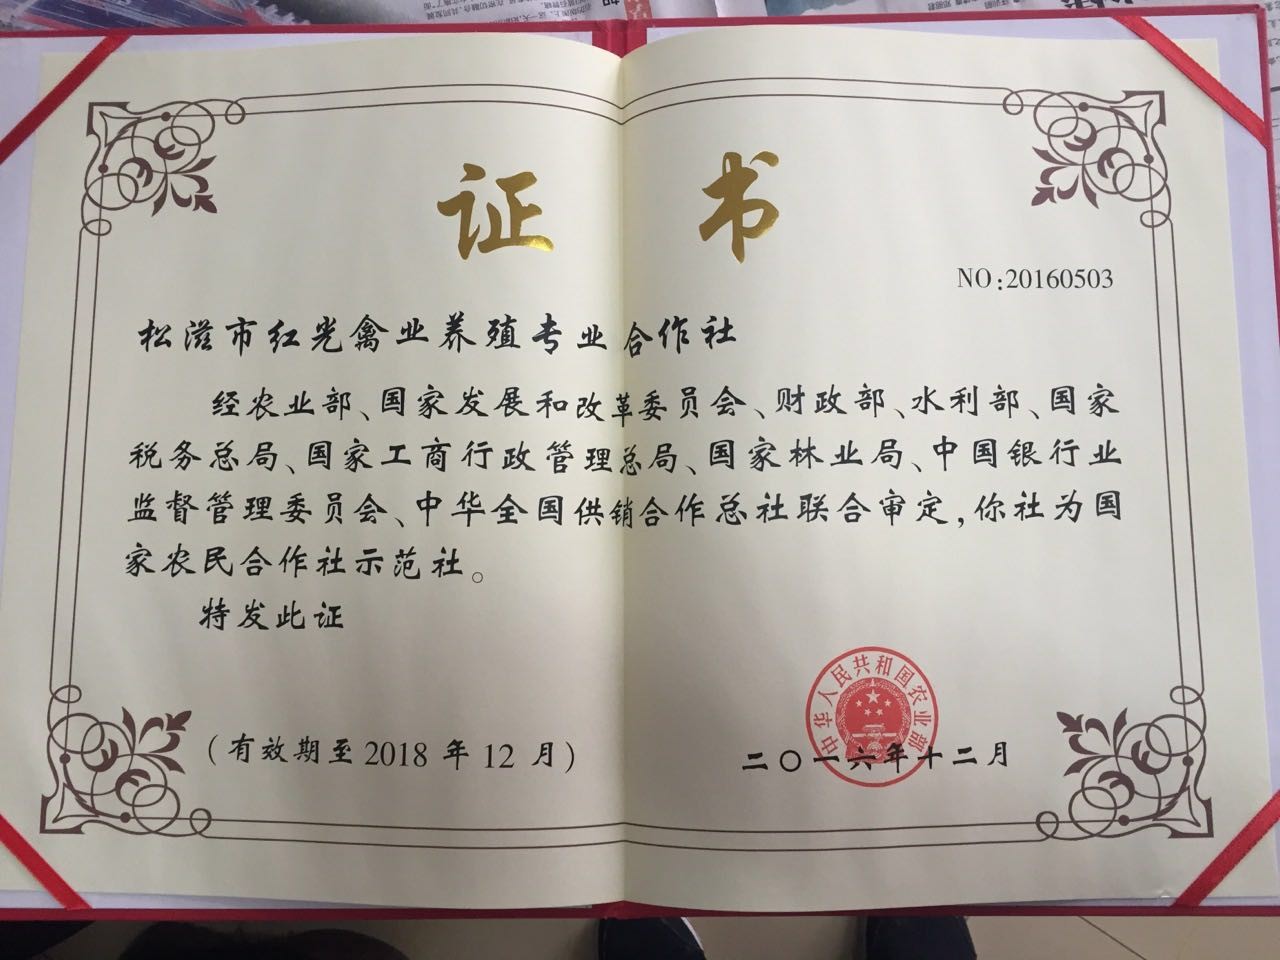 证书
NO:20160503
松滋市红光禽业养殖专业合作社
经农业部、国家发展和改革委员会、财政部、水利部、国家
税务总局、国家工商行政管理总局、国家林业局、中国银行业
监督管理委员会、中华全国供销合作总社联合审定,你社为国
家农民合作社示范社。
特发此证
中华人民共和国农业部
(有效期至2018年12月)
二〇一六年十二月